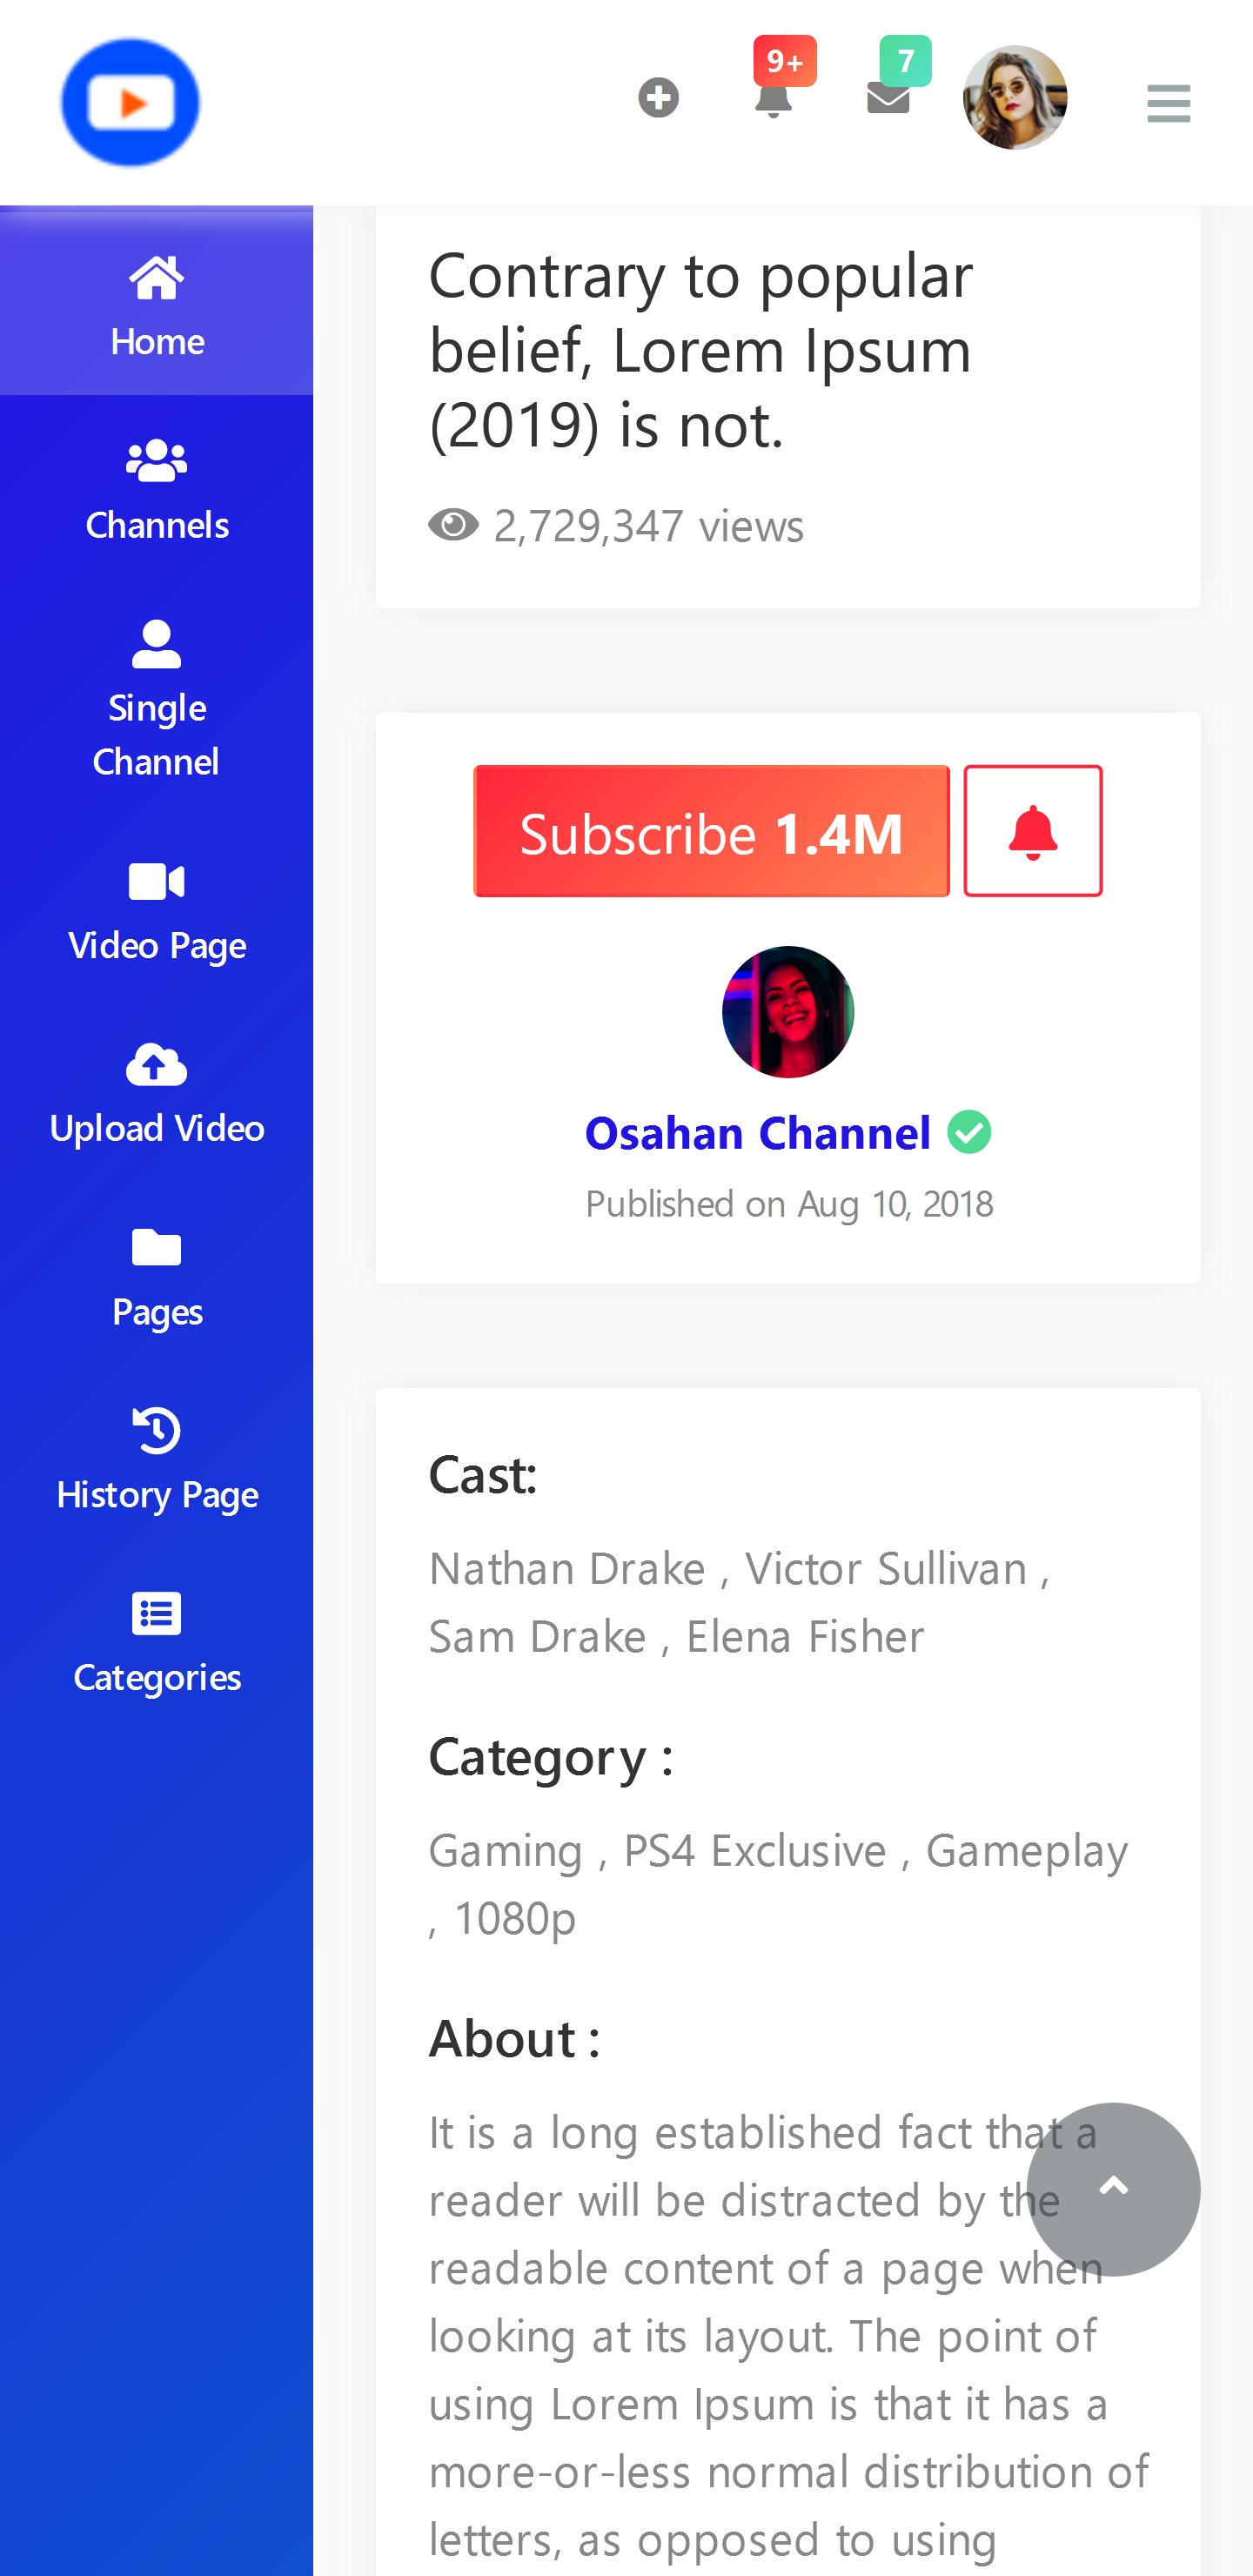 9+
7
Home
Channels
Single
Channel
Video Page
Upload Video
Pages
History Page
Categories
Contrary to popular
belief, Lorem Ipsum
(2019) is not.
2,729,347 views
Subscribe 1.4M
Osahan Channel
Published on Aug 10, 2018
Cast:
Nathan Drake , Victor Sullivan ,
Sam Drake , Elena Fisher
Category :
Gaming , PS4 Exclusive , Gameplay
, 1080p
About :
It is a long established fact that a
reader will be distracted by the
readable content of a page when
looking at its layout. The point of
using Lorem Ipsum is that it has a
more-or-less normal distribution of
letters, as opposed to using